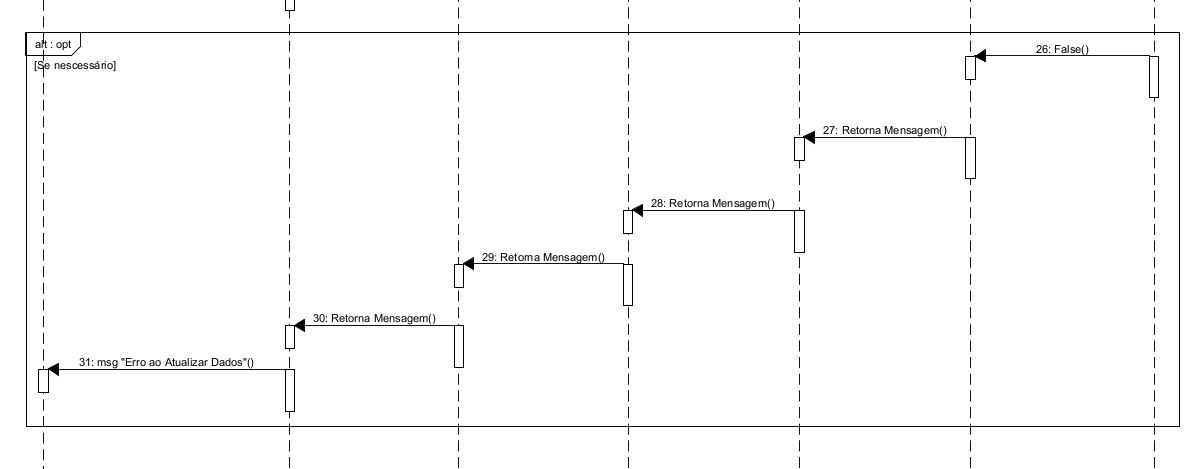 alt : opt
[Se nescessário]
26: False()
27: Retorna Mensagem()
28: Retorna Mensagem()
29: Retorna Mensagem()
30: Retorna Mensagem()
31: msg "Erro ao Atualizar Dados"()